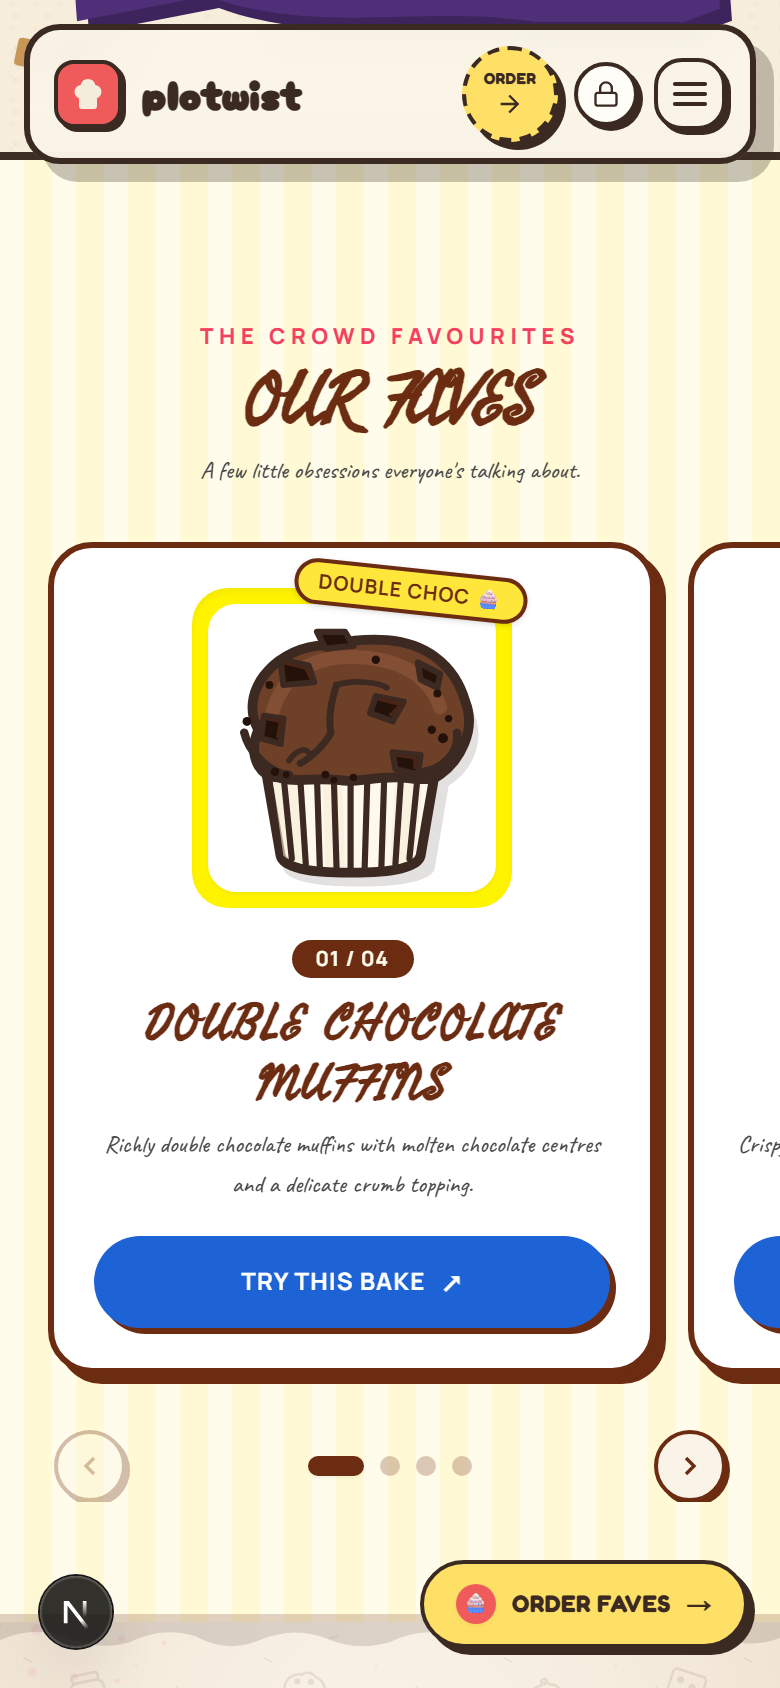 plotwist
ORDER
→
THE CROWD FAVOURITES
OUR FAVES
A few little obsessions everyone's talking about.
DOUBLE CHOC 🧁
01 / 04
DOUBLE CHOCOLATE
MUFFINS
Richly double chocolate muffins with molten chocolate centres
and a delicate crumb topping.
Crisp
TRY THIS BAKE ↗
N
🧁 ORDER FAVES →